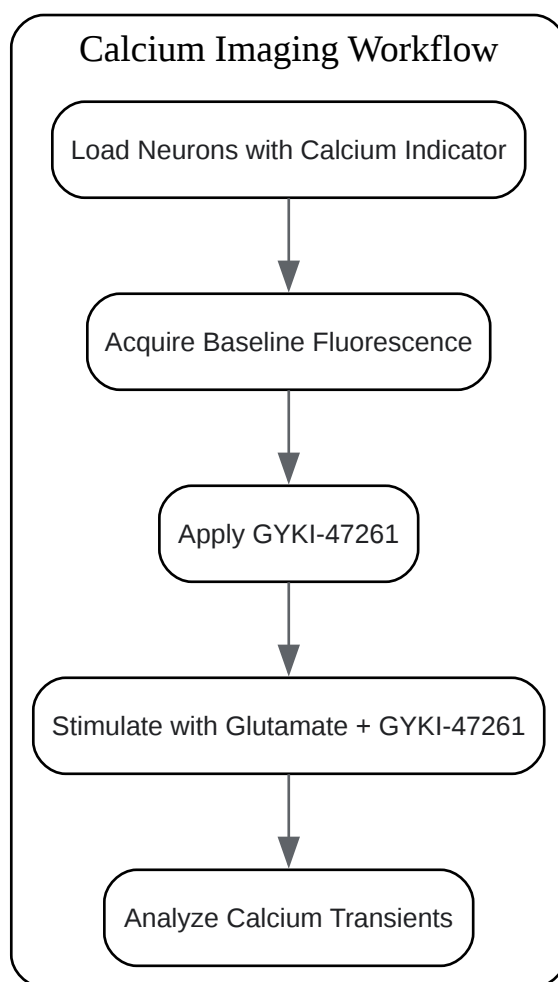 Calcium Imaging Workflow
Load Neurons with Calcium Indicator
Acquire Baseline Fluorescence
Apply GYKI-47261
Stimulate with Glutamate + GYKI-47261
Analyze Calcium Transients